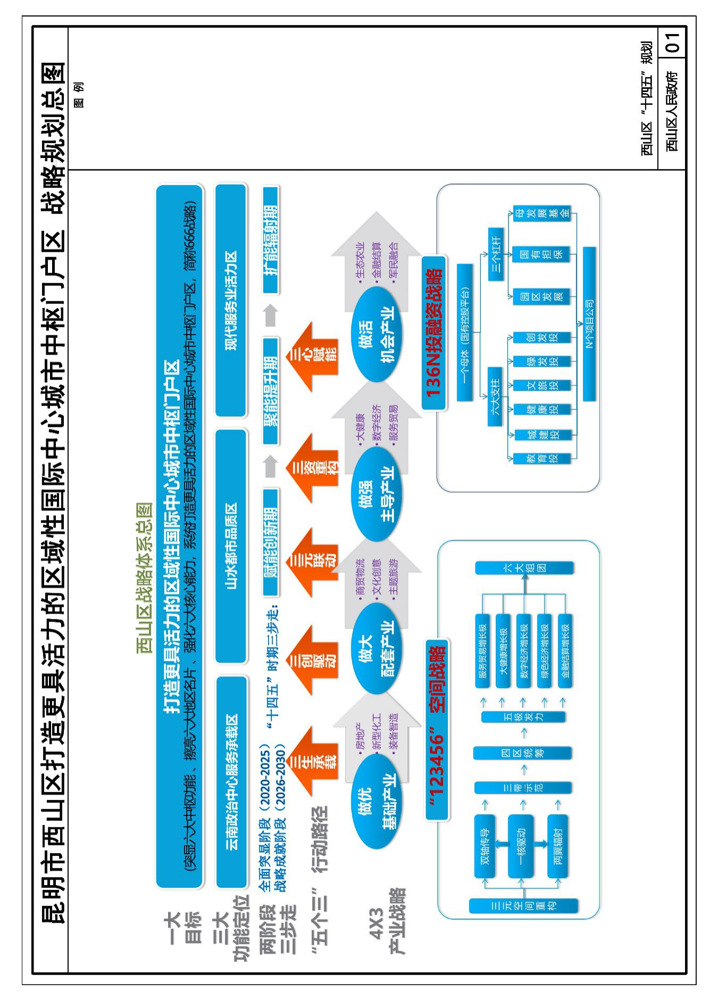 昆明市西山区打造更具活力的区域性国际中心城市中枢门户区 战略规划总图
图 例
西山区战略体系总图
一大
目标
打造更具活力的区域性国际中心城市中枢门户区
(突显六大中枢功能、擦亮六大地区名片、强化六大核心能力，系统打造更具活力的区域性国际中心城市中枢门户区，简称666战略)
三大
功能定位
云南政治中心服务承载区
山水都市品质区
现代服务业活力区
两阶段
三步走
全面突显阶段（2020-2025）
战略成就阶段（2026-2030）
“十四五”时期三步走:
赋能创新期
聚能提升期
扩能辐射期
“五个三” 行动路径
三生承载
三创驱动
三元联动
三资重构
三心赋能
4X3
产业战略
做优
基础产业
•房地产
•新型化工
•装备智造
做大
配套产业
•商贸物流
•文化创意
•主题旅游
做强
主导产业
•大健康
•数字经济
•服务贸易
做活
机会产业
•生态农业
•金融结算
•军民融合
“123456” 空间战略
三元空间重构
双轴传导
一核驱动
两翼辐射
三带示范
四区统筹
五极发力
服务贸易增长极
大健康增长极
数字经济增长极
绿色经济增长极
金融结算增长极
六大组团
136N投融资战略
一个母体（国有控股平台）
六大支柱
三个杠杆
教育投
城建投
健康投
文旅投
绿发投
创发投
园区发展
国有担保
母发展基金
N个项目公司
西山区“十四五”规划
西山区人民政府
01